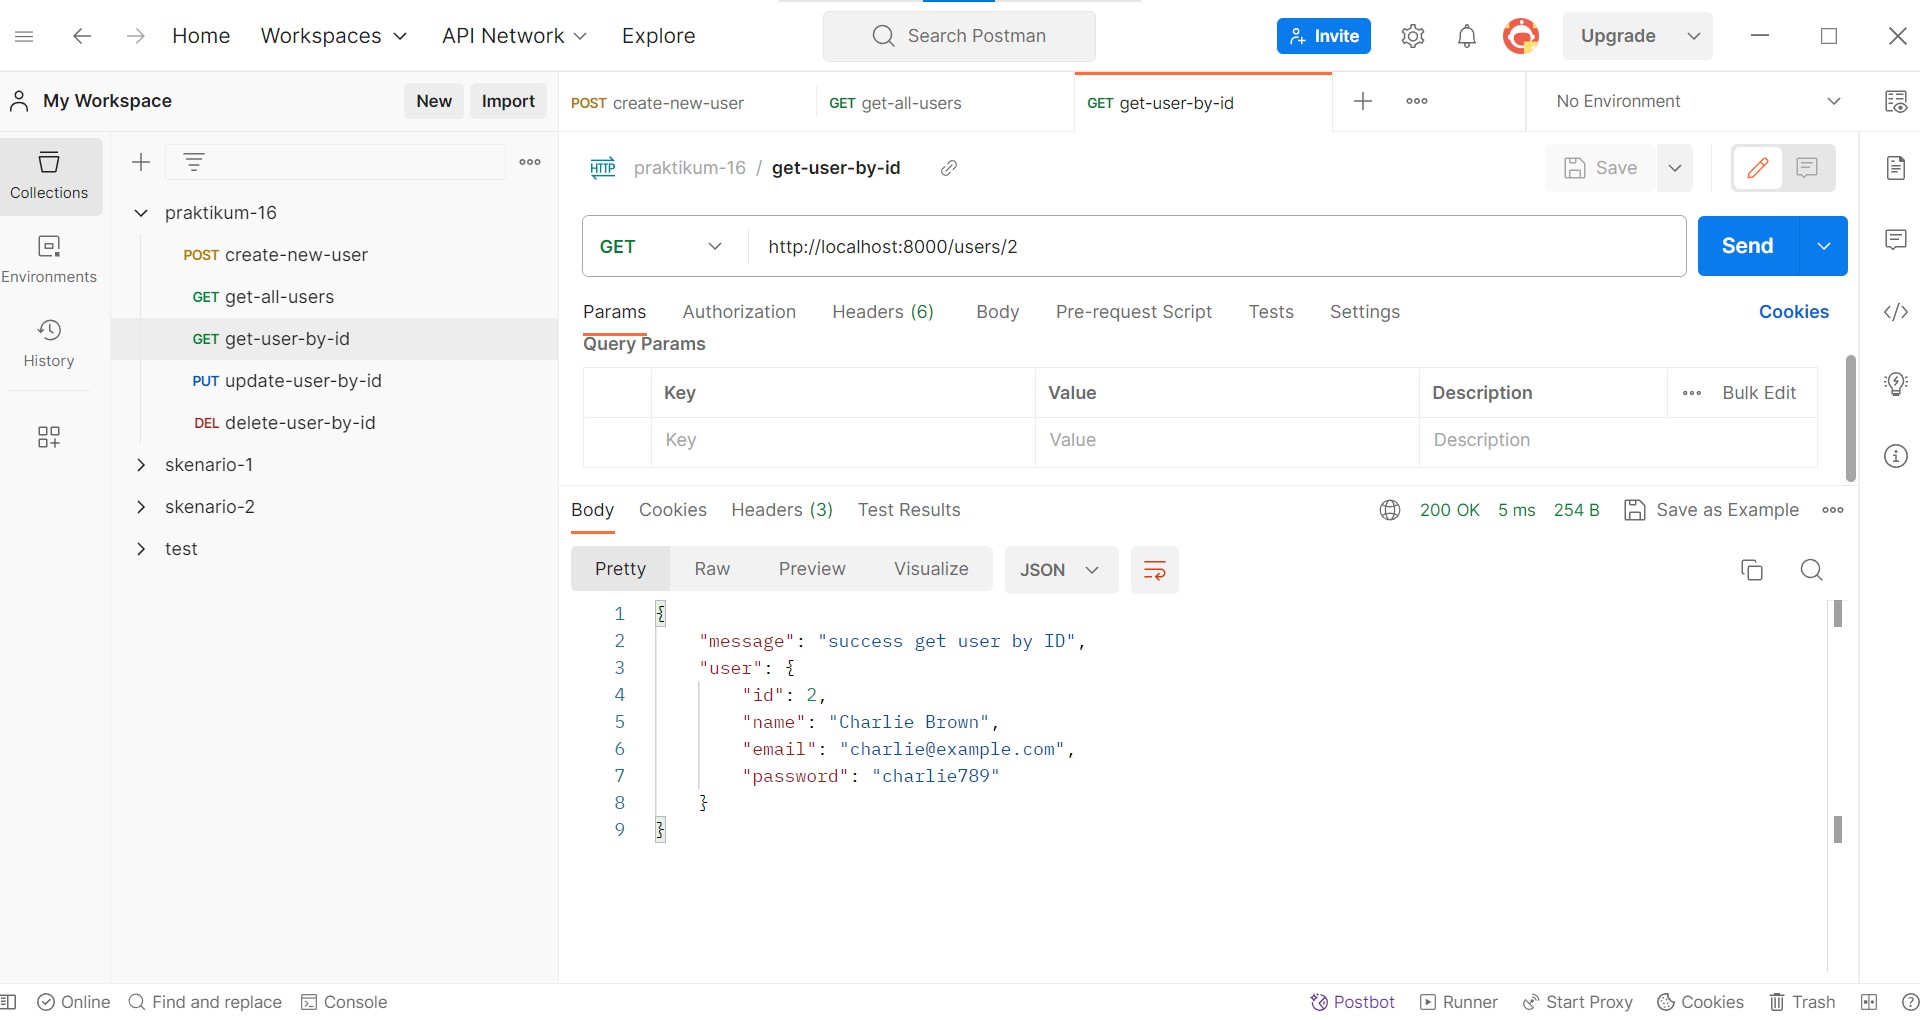 Home Workspaces API Network Explore Search Postman Invite Upgrade
My Workspace New Import POST create-new-user GET get-all-users GET get-user-by-id No Environment
Collections
Environments
History
praktikum-16
POST create-new-user
GET get-all-users
GET get-user-by-id
PUT update-user-by-id
DEL delete-user-by-id
skenario-1
skenario-2
test
HTTP praktikum-16 / get-user-by-id Save
GET http://localhost:8000/users/2 Send
Params Authorization Headers (6) Body Pre-request Script Tests Settings Cookies
Query Params
Key Value Description Bulk Edit
Key Value Description
Body Cookies Headers (3) Test Results 200 OK 5 ms 254 B Save as Example
Pretty Raw Preview Visualize JSON
1 {
2 "message": "success get user by ID",
3 "user": {
4 "id": 2,
5 "name": "Charlie Brown",
6 "email": "charlie@example.com",
7 "password": "charlie789"
8 }
9 }
Online Find and replace Console Postbot Runner Start Proxy Cookies Trash